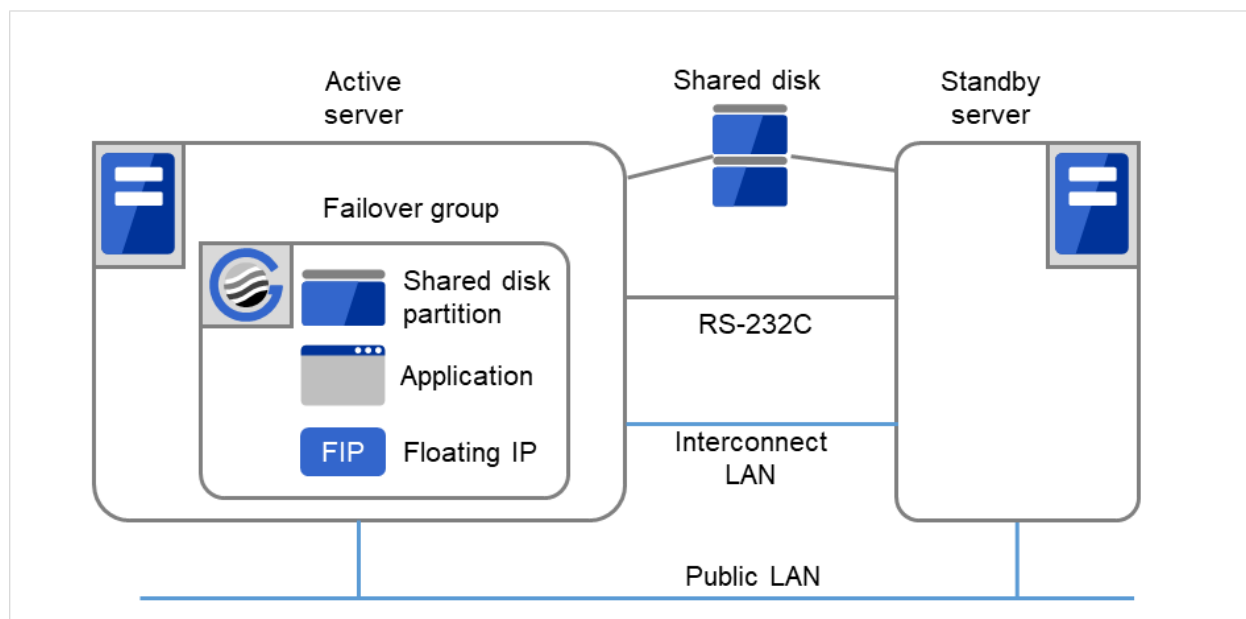 Active
server
Shared disk
Standby
server
Failover group
Shared disk
partition
RS-232C
Application
FIP Floating IP
Interconnect
LAN
Public LAN